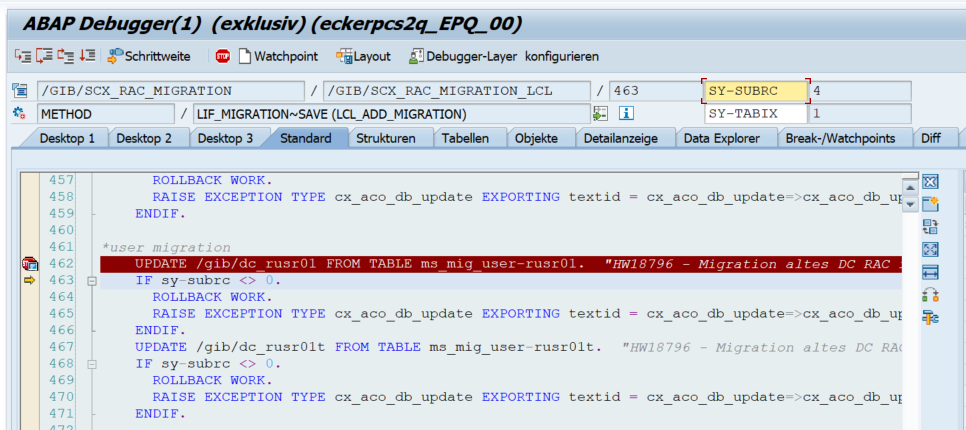 ABAP Debugger(1) (exklusiv)(eckerpcs2q_EPQ_00)
Schrittweite Watchpoint Layout Debugger-Layer konfigurieren
/GIB/SCX_RAC_MIGRATION / /GIB/SCX_RAC_MIGRATION_LCL / 463 SY-SUBRC 4
METHOD / LIF_MIGRATION~SAVE (LCL_ADD_MIGRATION) SY-TABIX 1
Desktop 1 Desktop 2 Desktop 3 Standard Strukturen Tabellen Objekte Detailanzeige Data Explorer Break-/Watchpoints Diff
457 ROLLBACK WORK.
458 RAISE EXCEPTION TYPE cx_aco_db_update EXPORTING textid = cx_aco_db_update=>cx_aco_db_up
459 ENDIF.
460
461 *user migration
462 UPDATE /gib/dc_rusr01 FROM TABLE ms_mig_user-rusr01. "HW18796 - Migration altes DC RAC
463 IF sy-subrc <> 0.
464 ROLLBACK WORK.
465 RAISE EXCEPTION TYPE cx_aco_db_update EXPORTING textid = cx_aco_db_update=>cx_aco_db_up
466 ENDIF.
467 UPDATE /gib/dc_rusr01t FROM TABLE ms_mig_user-rusr01t. "HW18796 - Migration altes DC RAC
468 IF sy-subrc <> 0.
469 ROLLBACK WORK.
470 RAISE EXCEPTION TYPE cx_aco_db_update EXPORTING textid = cx_aco_db_update=>cx_aco_db_up
471 ENDIF.
472